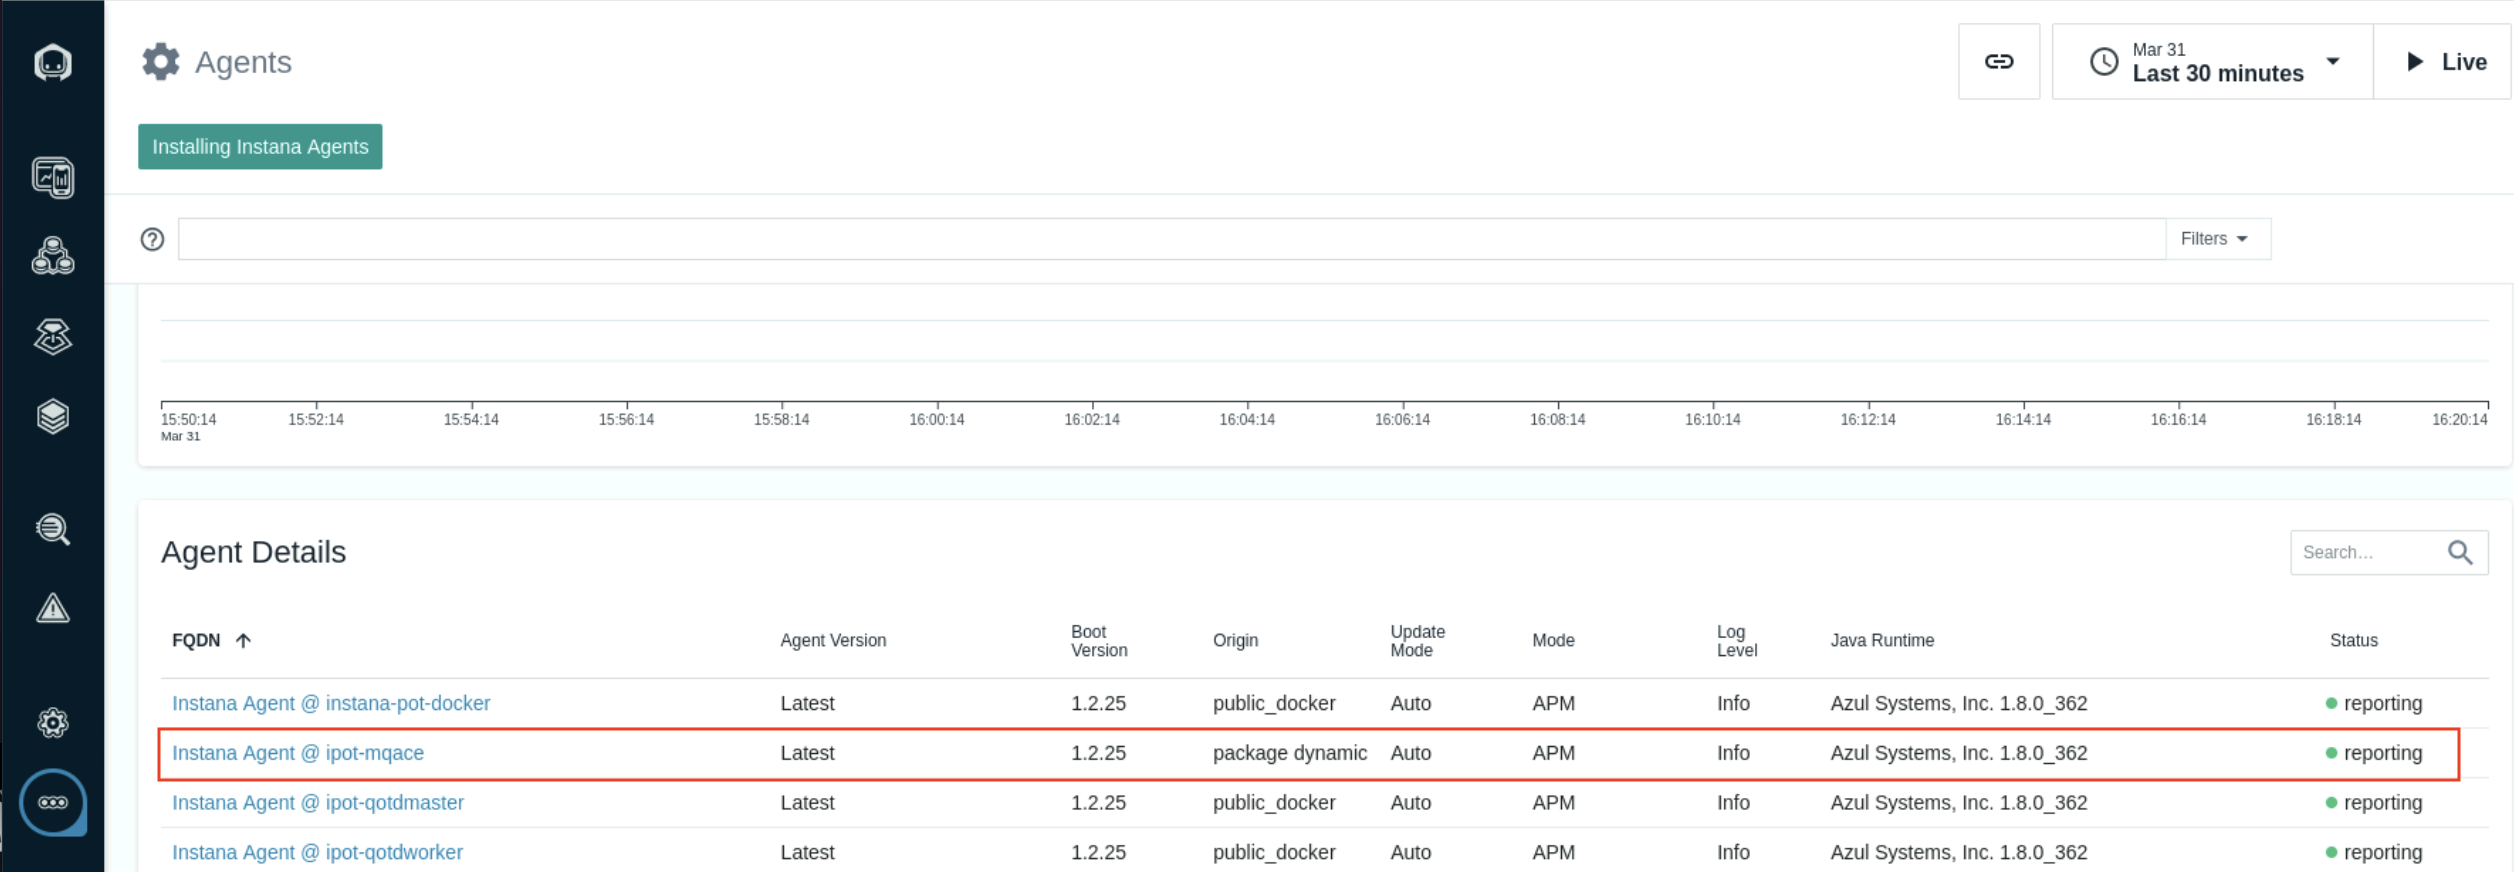 Agents
Mar 31
Last 30 minutes
Live
Installing Instana Agents
Filters
15:50:14 15:52:14 15:54:14 15:56:14 15:58:14 16:00:14 16:02:14 16:04:14 16:06:14 16:08:14 16:10:14 16:12:14 16:14:14 16:16:14 16:18:14 16:20:14
Mar 31
Agent Details
Search...
FQDN Agent Version Boot Version Origin Update Mode Mode Log Level Java Runtime Status
Instana Agent @ instana-pot-docker Latest 1.2.25 public_docker Auto APM Info Azul Systems, Inc. 1.8.0_362 reporting
Instana Agent @ ipot-mqace Latest 1.2.25 package dynamic Auto APM Info Azul Systems, Inc. 1.8.0_362 reporting
Instana Agent @ ipot-qotdmaster Latest 1.2.25 public_docker Auto APM Info Azul Systems, Inc. 1.8.0_362 reporting
Instana Agent @ ipot-qotdworker Latest 1.2.25 public_docker Auto APM Info Azul Systems, Inc. 1.8.0_362 reporting